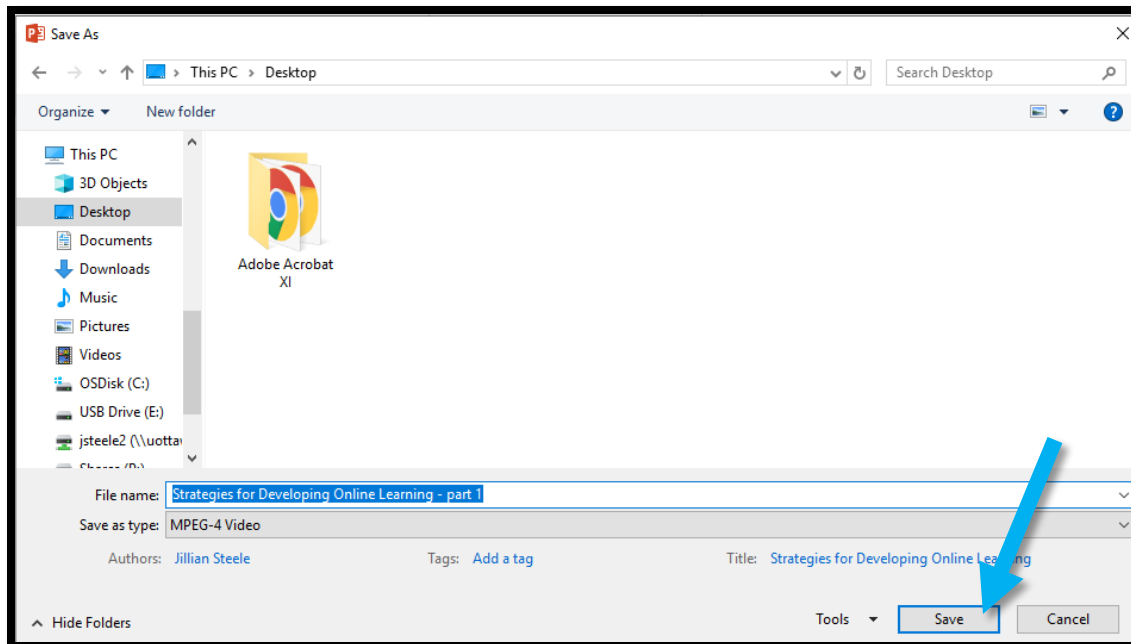 Save As
This PC > Desktop
Search Desktop
Organize
New folder
This PC
3D Objects
Desktop
Documents
Downloads
Music
Pictures
Videos
OSDisk (C:)
USB Drive (E:)
jsteele2 (\\uotta
Adobe Acrobat
XI
File name: Strategies for Developing Online Learning - part 1
Save as type: MPEG-4 Video
Authors: Jillian Steele Tags: Add a tag Title: Strategies for Developing Online Learning
Hide Folders
Tools
Save
Cancel